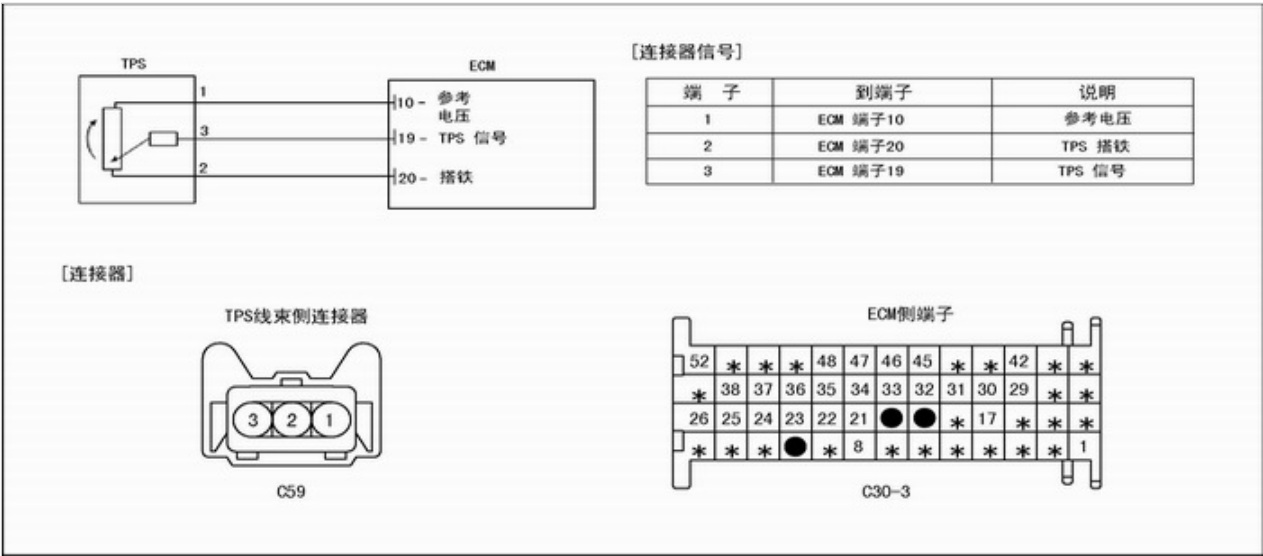 TPS
ECM
1
10 - 参考
电压
3
19 - TPS 信号
2
20 - 搭铁
[连接器信号]
端 子 到端子 说明
1 ECM 端子10 参考电压
2 ECM 端子20 TPS 搭铁
3 ECM 端子19 TPS 信号
[连接器]
TPS线束侧连接器
3 2 1
C59
ECM侧端子
52 * * * 48 47 46 45 * * 42 * *
* 38 37 36 35 34 33 32 31 30 29 * *
26 25 24 23 22 21 ● ● * 17 * * *
* * * ● * 8 * * * * * * 1
C30-3